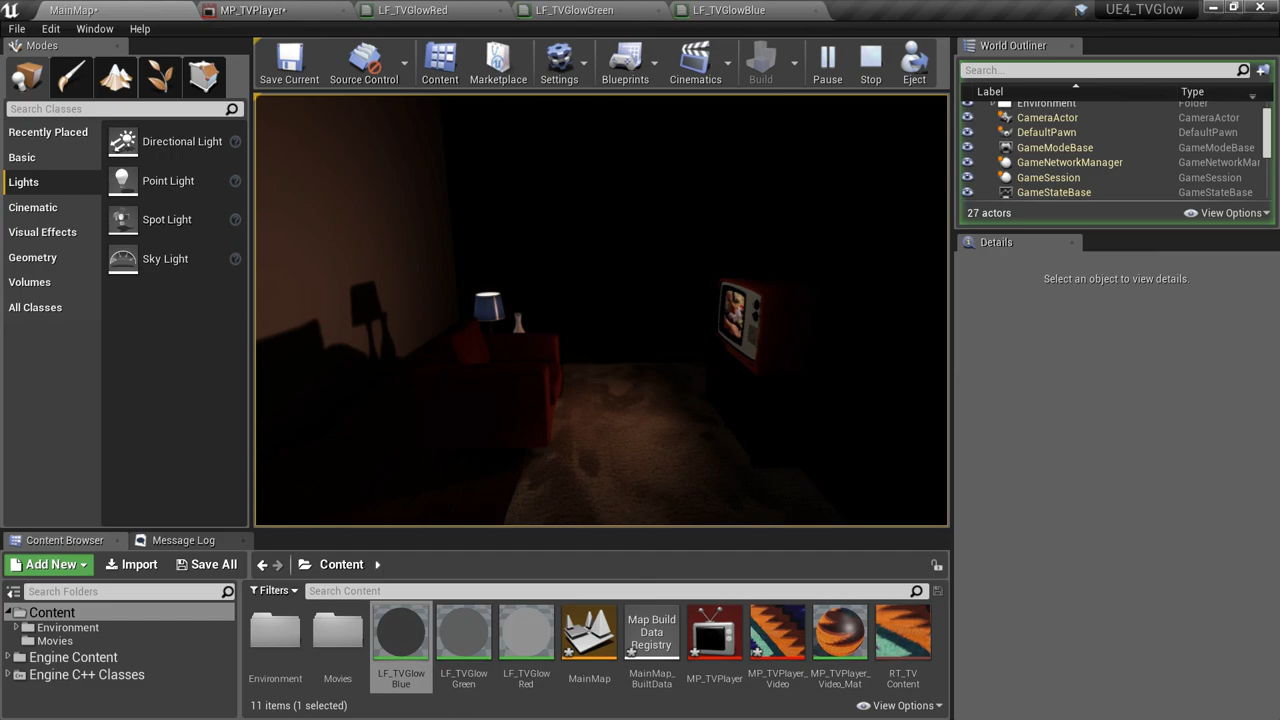 MainMap*
MP_TVPlayer*
LF_TVGlowRed
LF_TVGlowGreen
LF_TVGlowBlue
UE4_TVGlow
File Edit Window Help
Modes
Search Classes
Recently Placed
Basic
Lights
Cinematic
Visual Effects
Geometry
Volumes
All Classes
Directional Light
Point Light
Spot Light
Sky Light
Save Current
Source Control
Content
Marketplace
Settings
Blueprints
Cinematics
Build
Pause
Stop
Eject
World Outliner
Search...
Label Type
Environment Folder
CameraActor CameraActor
DefaultPawn DefaultPawn
GameModeBase GameModeBase
GameNetworkManager GameNetworkMar
GameSession GameSession
GameStateBase GameStateBase
27 actors View Options
Details
Select an object to view details.
Content Browser
Message Log
Add New Import Save All
Content
Search Folders
Filters Search Content
Content
Environment
Movies
Engine Content
Engine C++ Classes
Environment
Movies
LF_TVGlow
Blue
LF_TVGlow
Green
LF_TVGlow
Red
MainMap
Map Build
Data
Registry
MainMap_
BuiltData
MP_TVPlayer
MP_TVPlayer_
Video
MP_TVPlayer_
Video_Mat
RT_TV
Content
11 items (1 selected) View Options